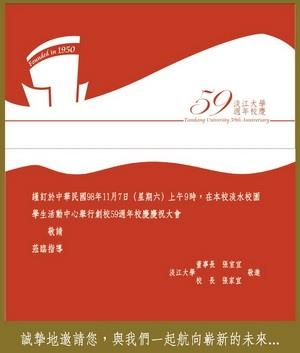 Founded in 1950
59 淡江大學
週年校慶
Tamkang University 59th Anniversary
謹訂於中華民國98年11月7日（星期六）上午9時，在本校淡水校園
學生活動中心舉行創校59週年校慶慶祝大會
敬請
蒞臨指導
董事長 張室宜
淡江大學 敬邀
校 長 張家宜
誠摯地邀請您，與我們一起航向嶄新的未來...